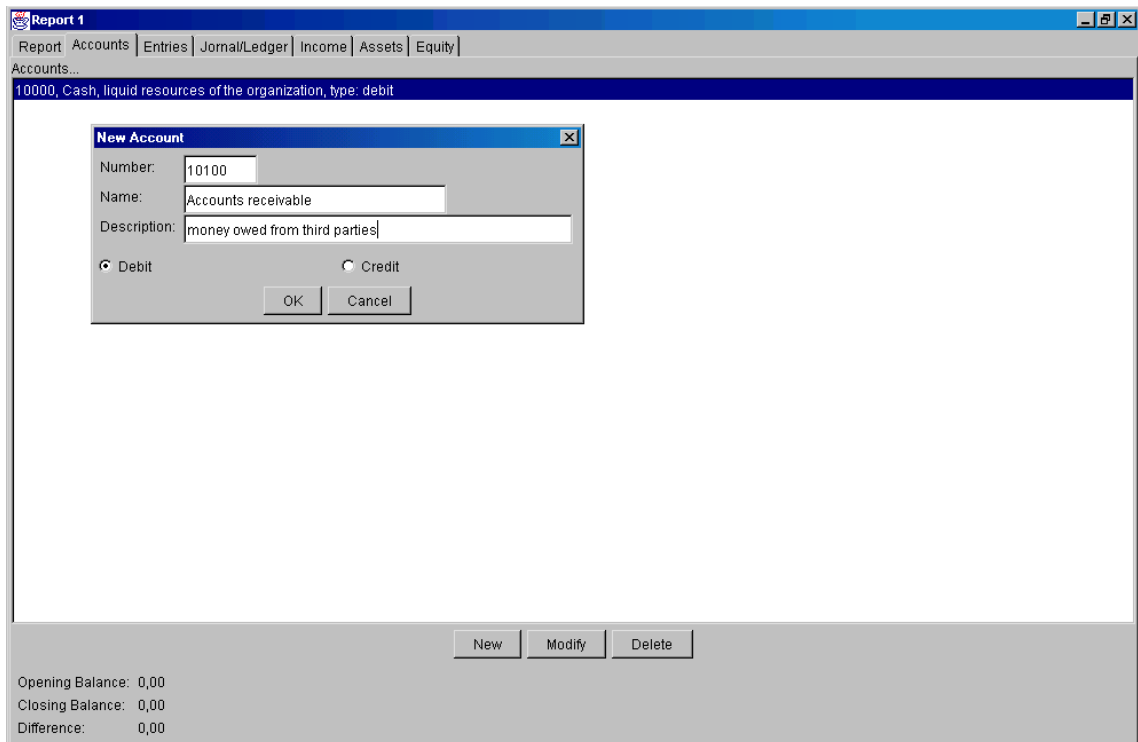 Report 1
Report Accounts Entries Jornal/Ledger Income Assets Equity
Accounts...
10000, Cash, liquid resources of the organization, type: debit
New Account
Number: 10100
Name: Accounts receivable
Description: money owed from third parties
Debit Credit
OK Cancel
New Modify Delete
Opening Balance: 0,00
Closing Balance: 0,00
Difference: 0,00